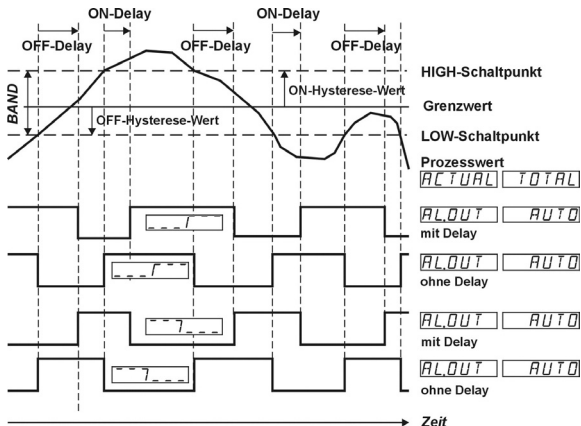 ON-Delay
ON-Delay
OFF-Delay
OFF-Delay
OFF-Delay
HIGH-Schaltpunkt
BAND
ON-Hysterese-Wert
Grenzwert
OFF-Hysterese-Wert
LOW-Schaltpunkt
Prozesswert
ACTUAL TOTAL
AL.OUT AUTO
mit Delay
AL.OUT AUTO
ohne Delay
AL.OUT AUTO
mit Delay
AL.OUT AUTO
ohne Delay
Zeit